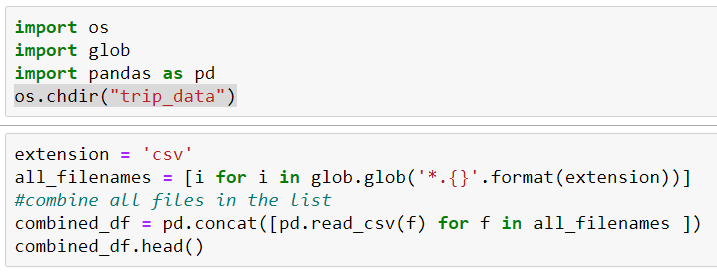 import os
import glob
import pandas as pd
os.chdir("trip_data")
extension = 'csv'
all_filenames = [i for i in glob.glob('*.{}'.format(extension))]
#combine all files in the list
combined_df = pd.concat([pd.read_csv(f) for f in all_filenames ])
combined_df.head()